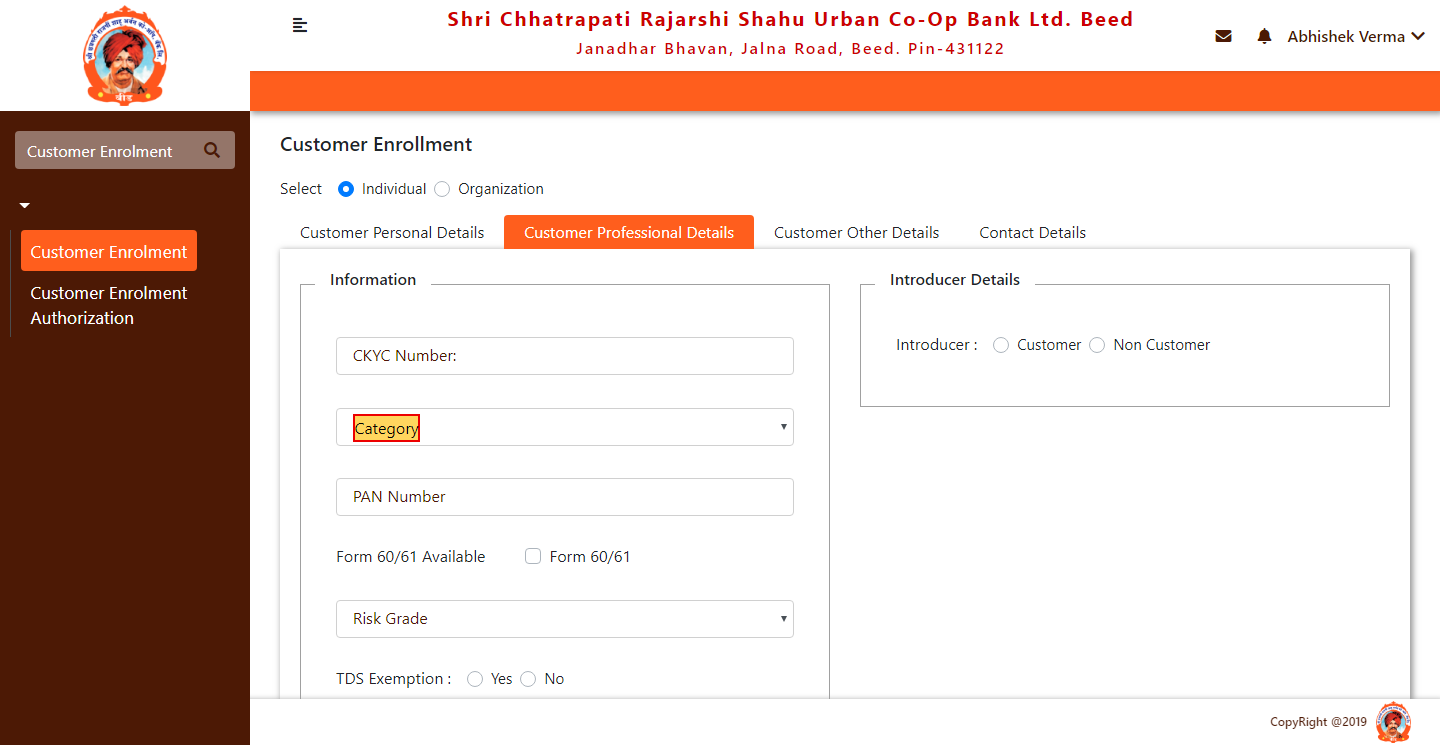 Shri Chhatrapati Rajarshi Shahu Urban Co-Op Bank Ltd. Beed
Janadhar Bhavan, Jalna Road, Beed. Pin-431122
Abhishek Verma
बीड
Customer Enrolment
Customer Enrolment
Customer Enrolment
Authorization
Customer Enrollment
Select Individual Organization
Customer Personal Details Customer Professional Details Customer Other Details Contact Details
Information
CKYC Number:
Category
PAN Number
Form 60/61 Available Form 60/61
Risk Grade
TDS Exemption : Yes No
Introducer Details
Introducer : Customer Non Customer
CopyRight @2019